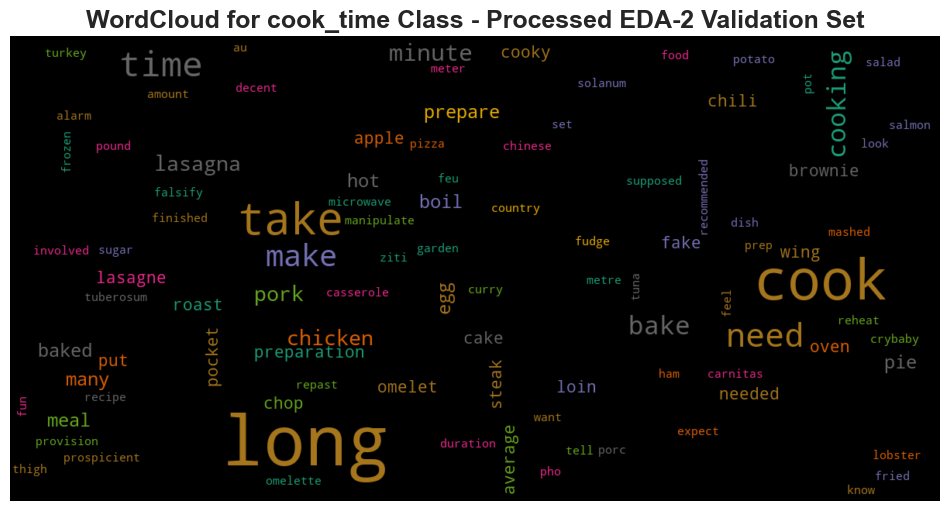 WordCloud for cook_time Class - Processed EDA-2 Validation Set
turkey
time
au
minute
cooky
food
potato
salad
meter
decent
amount
solanum
pot
cooking
chili
alarm
prepare
set
salmon
look
frozen
pound
apple
pizza
chinese
lasagna
brownie
hot
feu
supposed
recommended
falsify
microwave
boil
country
finished
take
manipulate
dish
mashed
involved
sugar
make
ziti
garden
fudge
fake
prep
wing
lasagne
tuberosum
pork
casserole
egg
curry
metre
tuna
cook
roast
feel
reheat
bake
need
crybaby
chicken
cake
oven
baked
preparation
put
pocket
pie
many
repast
omelet
steak
loin
ham
carnitas
needed
recipe
fun
chop
meal
long
want
provision
duration
average
tell
porc
expect
prospicient
thigh
omelette
pho
lobster
fried
know